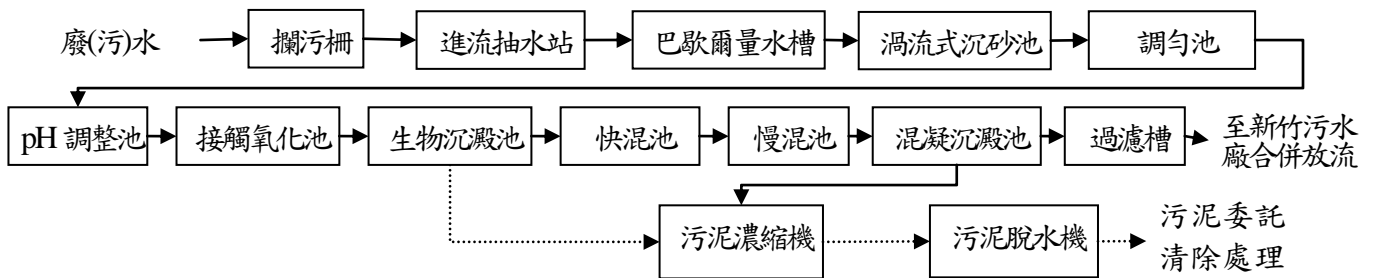 廢(污)水
攔污柵
進流抽水站
巴歇爾量水槽
渦流式沉砂池
調勻池
pH 調整池
接觸氧化池
生物沉澱池
快混池
慢混池
混凝沉澱池
過濾槽
至新竹污水
廠合併放流
污泥濃縮機
污泥脫水機
污泥委託
清除處理